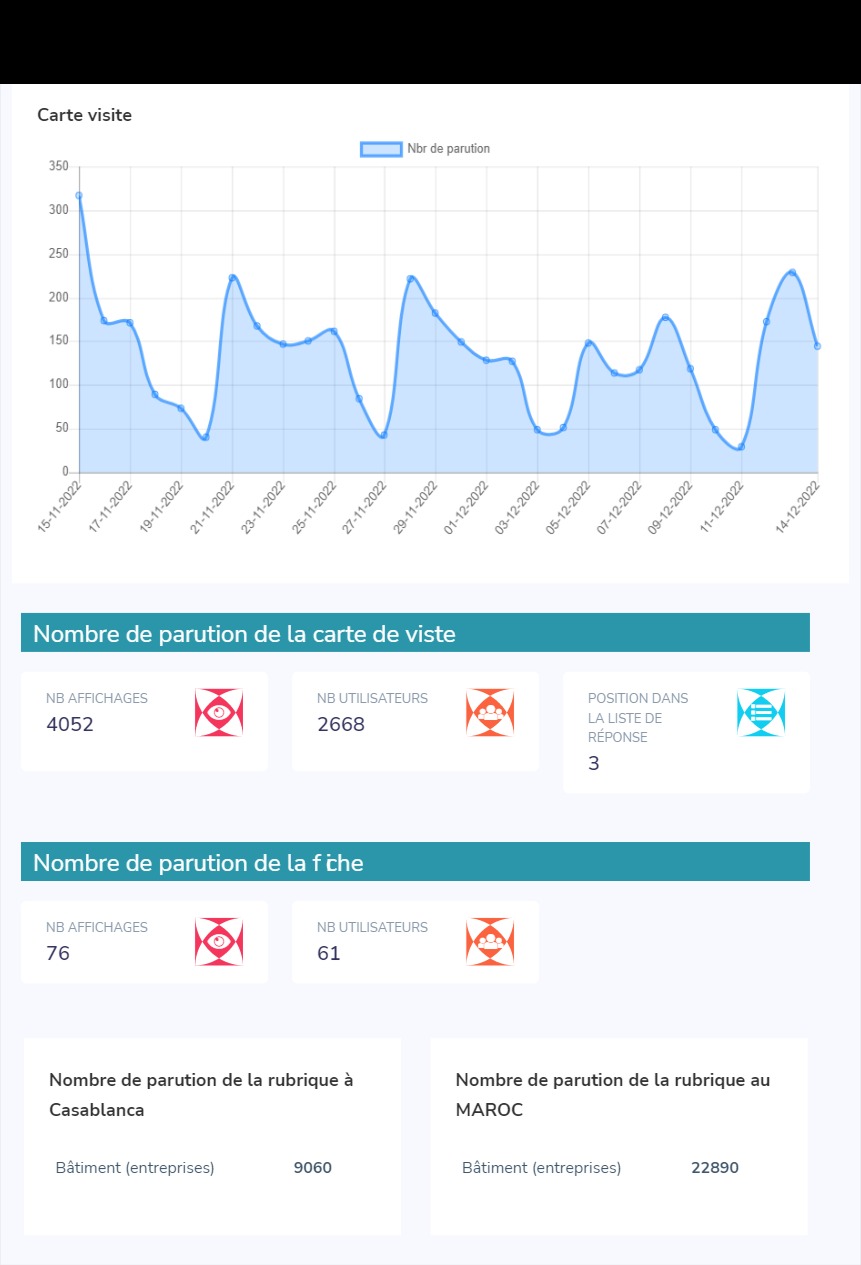 Carte visite
Nbr de parution
350
300
250
200
150
100
50
0
15-11-2022
17-11-2022
19-11-2022
21-11-2022
23-11-2022
25-11-2022
27-11-2022
29-11-2022
01-12-2022
03-12-2022
05-12-2022
07-12-2022
09-12-2022
11-12-2022
14-12-2022
Nombre de parution de la carte de viste
NB AFFICHAGES
4052
NB UTILISATEURS
2668
POSITION DANS
LA LISTE DE
RÉPONSE
3
Nombre de parution de la fiche
NB AFFICHAGES
76
NB UTILISATEURS
61
Nombre de parution de la rubrique à
Casablanca
Bâtiment (entreprises) 9060
Nombre de parution de la rubrique au
MAROC
Bâtiment (entreprises) 22890